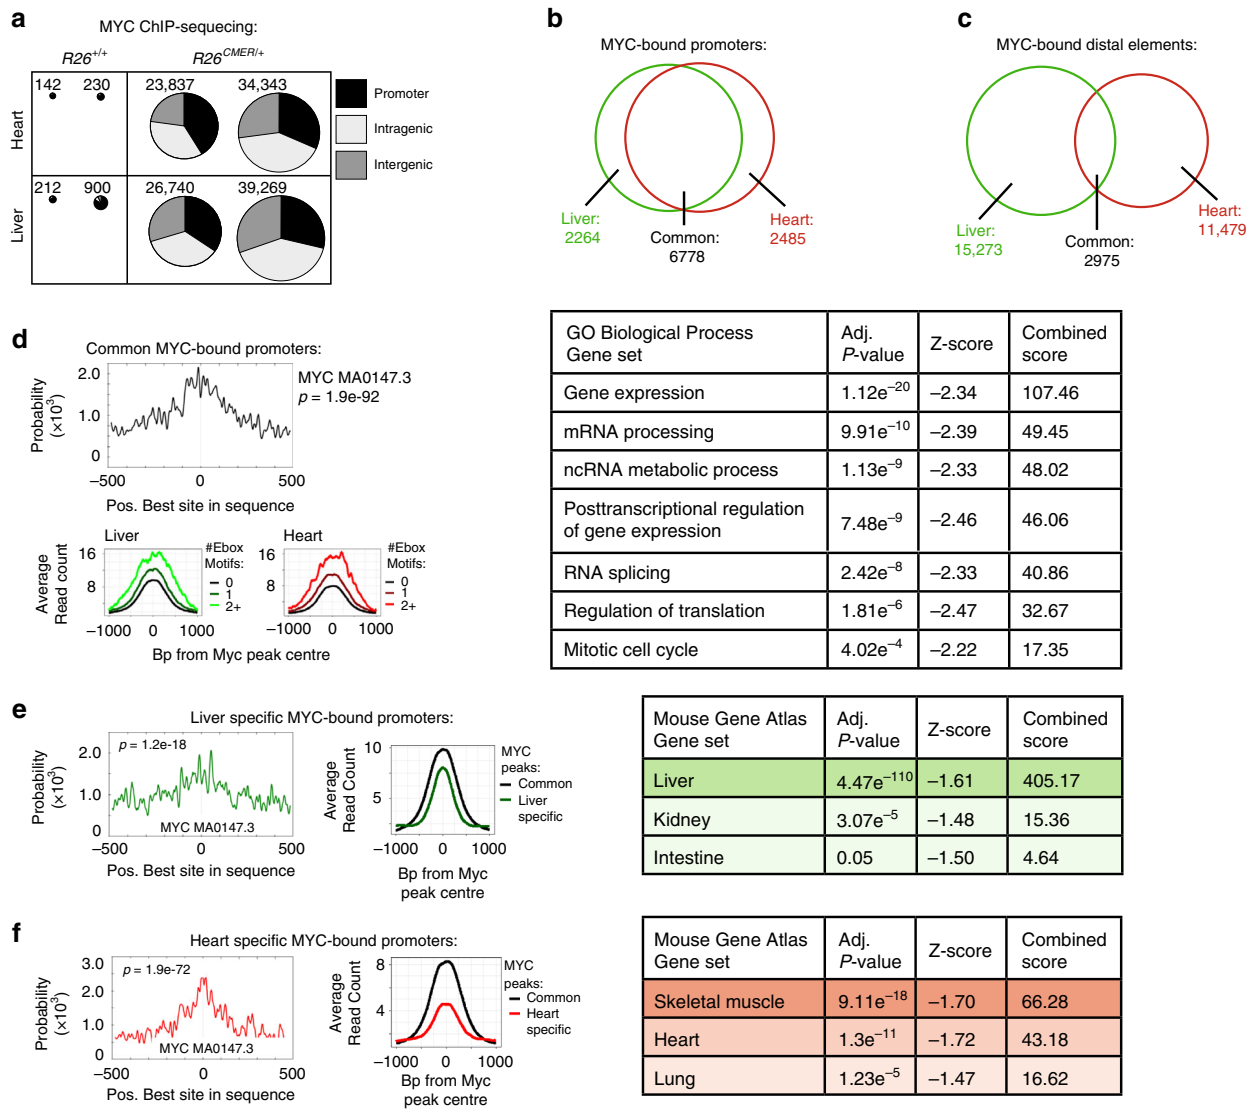 a
MYC ChIP-sequecing:
R26+/+
R26CMER/+
Heart
142
230
23,837
34,343
Liver
212
900
26,740
39,269
Promoter
Intragenic
Intergenic
b
MYC-bound promoters:
Liver:
2264
Common:
6778
Heart:
2485
c
MYC-bound distal elements:
Liver:
15,273
Common:
2975
Heart:
11,479
d
Common MYC-bound promoters:
Probability
(×10³)
2.0
1.0
0
−500
0
500
Pos. Best site in sequence
MYC MA0147.3
p = 1.9e-92
Liver
Average
Read count
16
8
−1000
0
1000
#Ebox
Motifs:
0
1
2+
Heart
16
8
−1000
0
1000
#Ebox
Motifs:
0
1
2+
Bp from Myc peak centre
GO Biological Process
Gene set
Adj.
P-value
Z-score
Combined
score
Gene expression
1.12e−20
−2.34
107.46
mRNA processing
9.91e−10
−2.39
49.45
ncRNA metabolic process
1.13e−9
−2.33
48.02
Posttranscriptional regulation
of gene expression
7.48e−9
−2.46
46.06
RNA splicing
2.42e−8
−2.33
40.86
Regulation of translation
1.81e−6
−2.47
32.67
Mitotic cell cycle
4.02e−4
−2.22
17.35
e
Liver specific MYC-bound promoters:
Probability
(×10³)
2.0
1.0
0
p = 1.2e-18
MYC MA0147.3
−500
0
500
Pos. Best site in sequence
Average
Read Count
10
5
−1000
0
1000
Bp from Myc
peak centre
MYC
peaks:
Common
Liver
specific
Mouse Gene Atlas
Gene set
Adj.
P-value
Z-score
Combined
score
Liver
4.47e−110
−1.61
405.17
Kidney
3.07e−5
−1.48
15.36
Intestine
0.05
−1.50
4.64
f
Heart specific MYC-bound promoters:
Probability
(×10³)
3.0
2.0
1.0
0
p = 1.9e-72
MYC MA0147.3
−500
0
500
Pos. Best site in sequence
Average
Read Count
8
4
−1000
0
1000
Bp from Myc
peak centre
MYC
peaks:
Common
Heart
specific
Mouse Gene Atlas
Gene set
Adj.
P-value
Z-score
Combined
score
Skeletal muscle
9.11e−18
−1.70
66.28
Heart
1.3e−11
−1.72
43.18
Lung
1.23e−5
−1.47
16.62